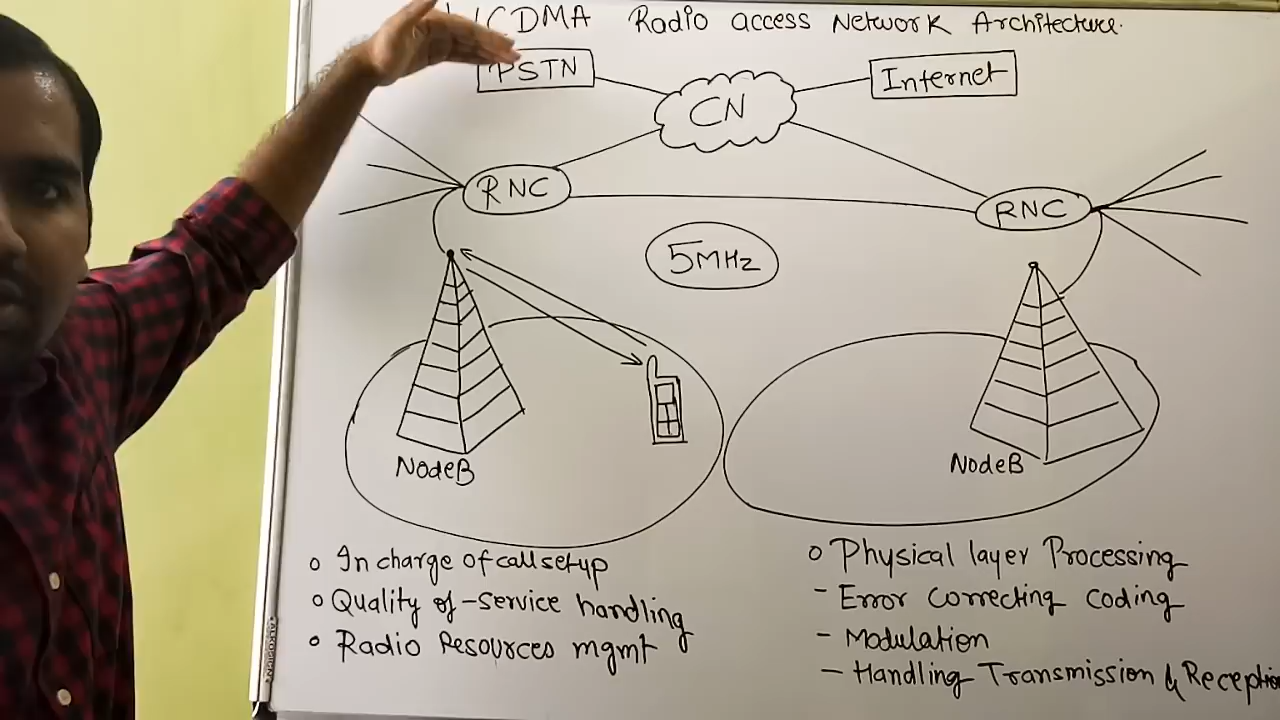 CDMA Radio access Network Architecture.
PSTN
CN
Internet
RNC
RNC
5MHz
NodeB
NodeB
In charge of call setup
Quality of-service handling
Radio Resources mgmt
Physical layer Processing
- Error Correcting Coding
- Modulation
- Handling Transmission & Reception